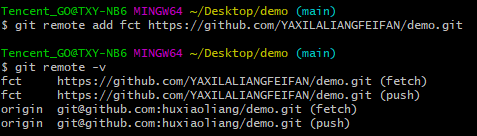 Tencent_GO@TXY-NB6 MINGW64 ~/Desktop/demo (main)
$ git remote add fct https://github.com/YAXILALIANGFEIFAN/demo.git
Tencent_GO@TXY-NB6 MINGW64 ~/Desktop/demo (main)
$ git remote -v
fct     https://github.com/YAXILALIANGFEIFAN/demo.git (fetch)
fct     https://github.com/YAXILALIANGFEIFAN/demo.git (push)
origin  git@github.com:huxiaoliang/demo.git (fetch)
origin  git@github.com:huxiaoliang/demo.git (push)